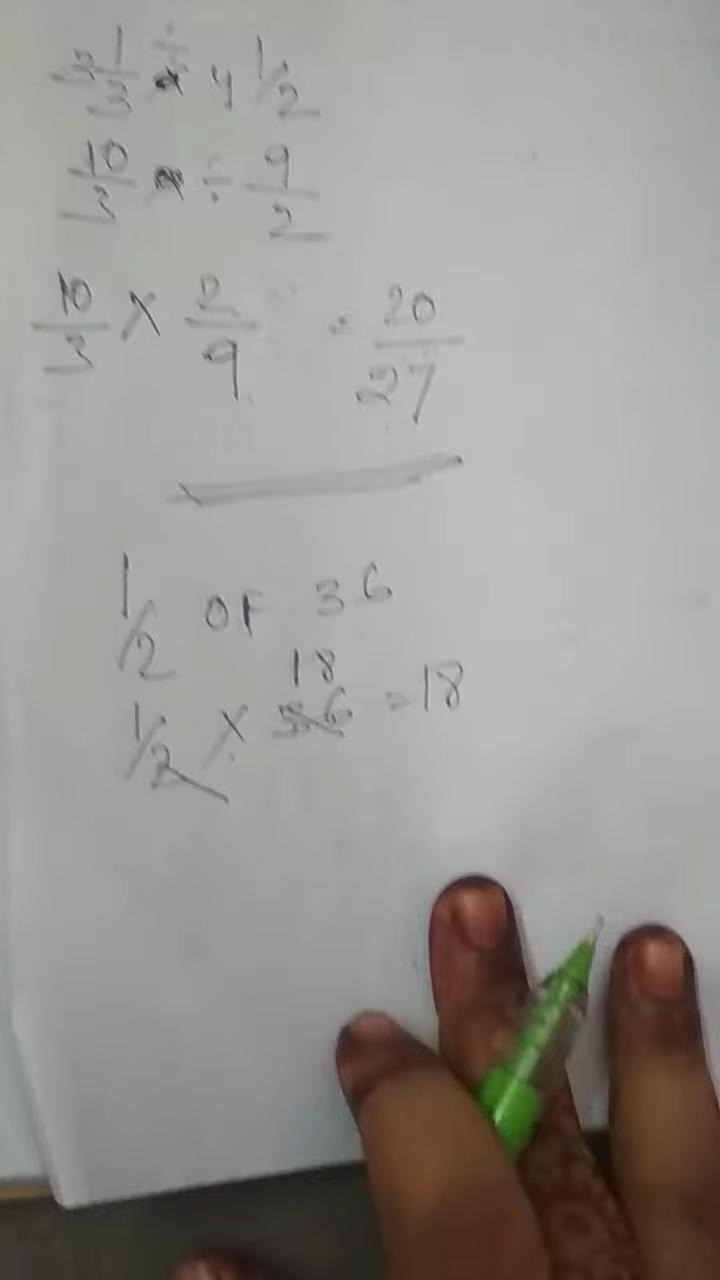 3 1/3 ÷ 4 1/2
10/3 ÷ 9/2
10/3 × 2/9 = 20/27
1/2 OF 36
18
1/2 × 36 = 18